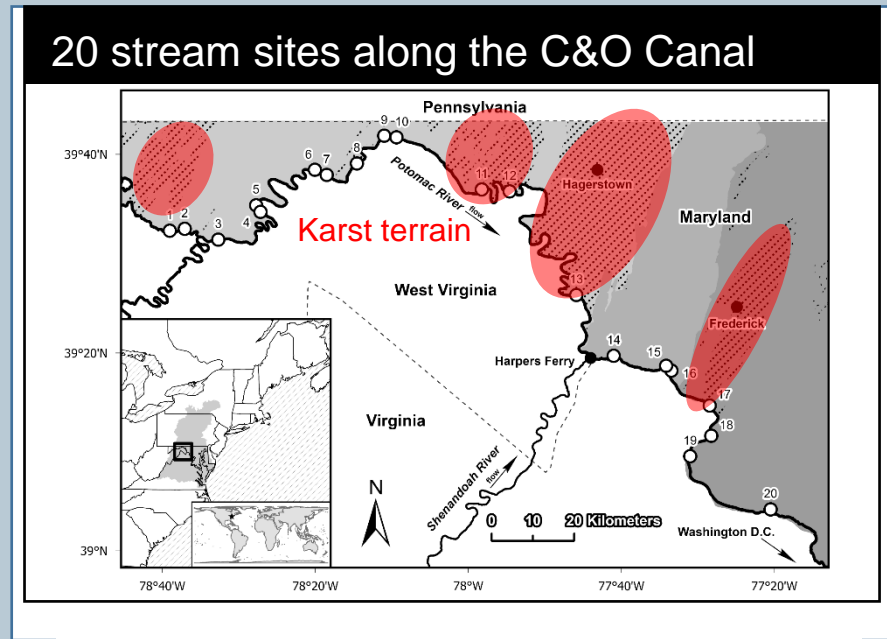 20 stream sites along the C&O Canal
Pennsylvania
9 10
39°40'
6 7 8
11 12
Hagerstown
Potomac River
flow
5
4
1 2 3
Karst terrain
Maryland
13
West Virginia
Frederick
39°20'
Harpers Ferry
14
15
16
17
Virginia
18
19
Shenandoah River
flow
N
0 10 20 Kilometers
20
Washington D.C.
39°N
78°40'W 78°20'W 78°W 77°40'W 77°20'W